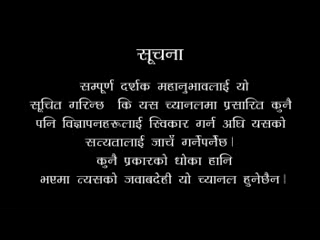 सूचना
सम्पूर्ण दर्शक महानुभावलाई यो
सूचित गरिन्छ कि यस च्यानलमा प्रसारित कुनै
पनि विज्ञापनहरूलाई स्विकार गर्न अघि यसको
सत्यतालाई जाचँ गर्नेपर्नेछ।
कुनै प्रकारको धोका हानि
भएमा त्यसको जवाबदेही यो च्यानल हुनेछैन।